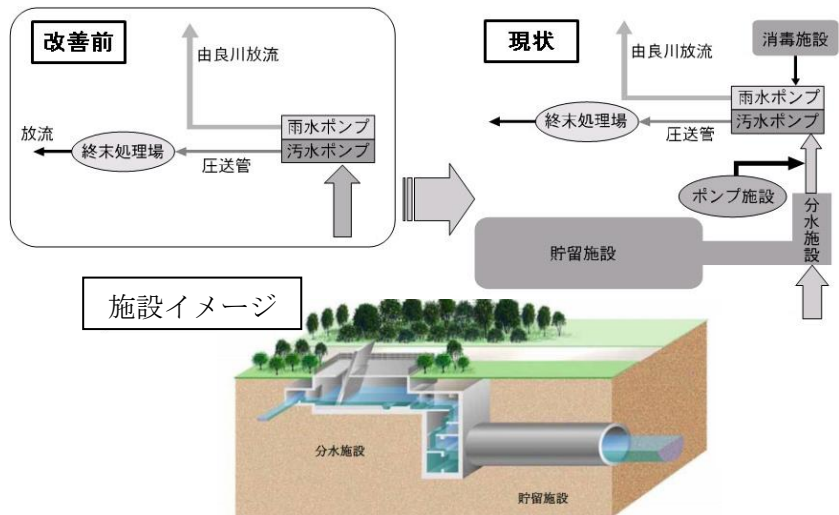 改善前
由良川放流
雨水ポンプ
汚水ポンプ
放流
終末処理場
圧送管
現状
消毒施設
由良川放流
雨水ポンプ
汚水ポンプ
終末処理場
圧送管
ポンプ施設
分水施設
貯留施設
施設イメージ
分水施設
貯留施設